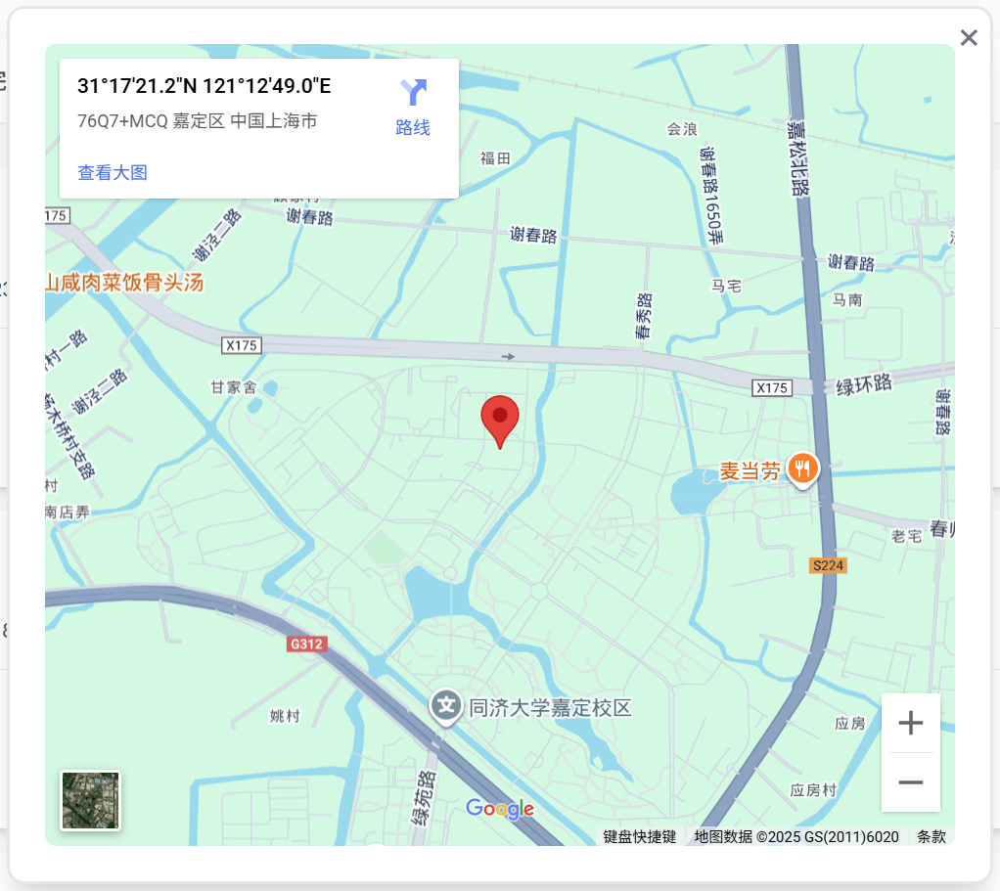 31°17'21.2"N 121°12'49.0"E
76Q7+MCQ 嘉定区 中国上海市
路线
查看大图
会浪
嘉松北路
福田
谢春路1650弄
175
谢泾二路
谢春路
谢春路
谢春路
山咸肉菜饭骨头汤
马宅
马南
春秀路
村一路
X175
谢泾二路
甘家舍
X175
绿环路
谢春路
木桥村支路
麦当劳
村
南店弄
老宅
S224
G312
同济大学嘉定校区
姚村
应房
绿苑路
应房村
Google
键盘快捷键
地图数据 ©2025 GS(2011)6020
条款